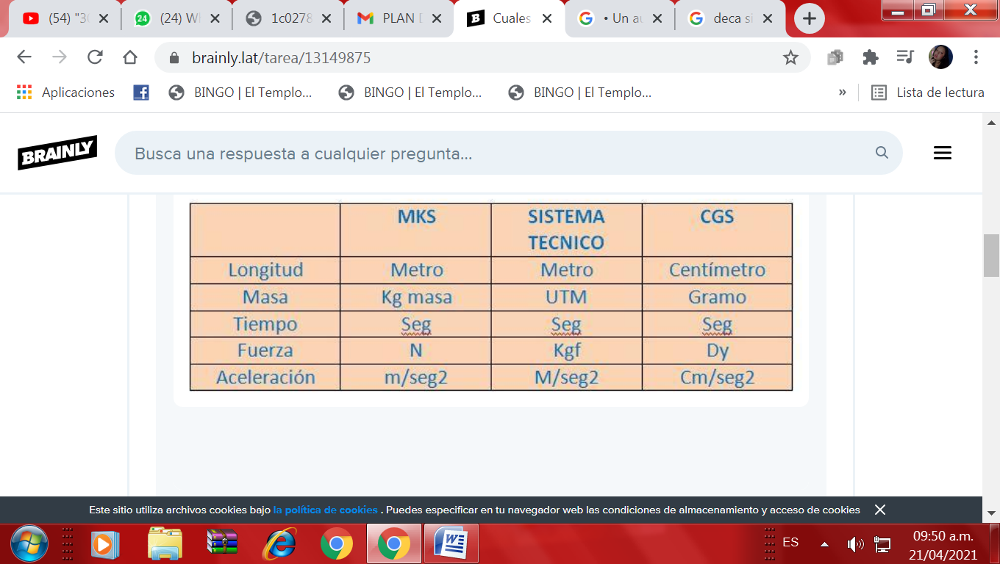 (54) "30
(24) W
1c0278
PLAN D
Cuales
• Un au
deca si
brainly.lat/tarea/13149875
Aplicaciones
BINGO | El Templo...
BINGO | El Templo...
BINGO | El Templo...
»
Lista de lectura
BRAINLY
Busca una respuesta a cualquier pregunta...
MKS SISTEMA TECNICO CGS
Longitud Metro Metro Centímetro
Masa Kg masa UTM Gramo
Tiempo Seg Seg Seg
Fuerza N Kgf Dy
Aceleración m/seg2 M/seg2 Cm/seg2
Este sitio utiliza archivos cookies bajo la política de cookies . Puedes especificar en tu navegador web las condiciones de almacenamiento y acceso de cookies
ES
09:50 a.m.
21/04/2021